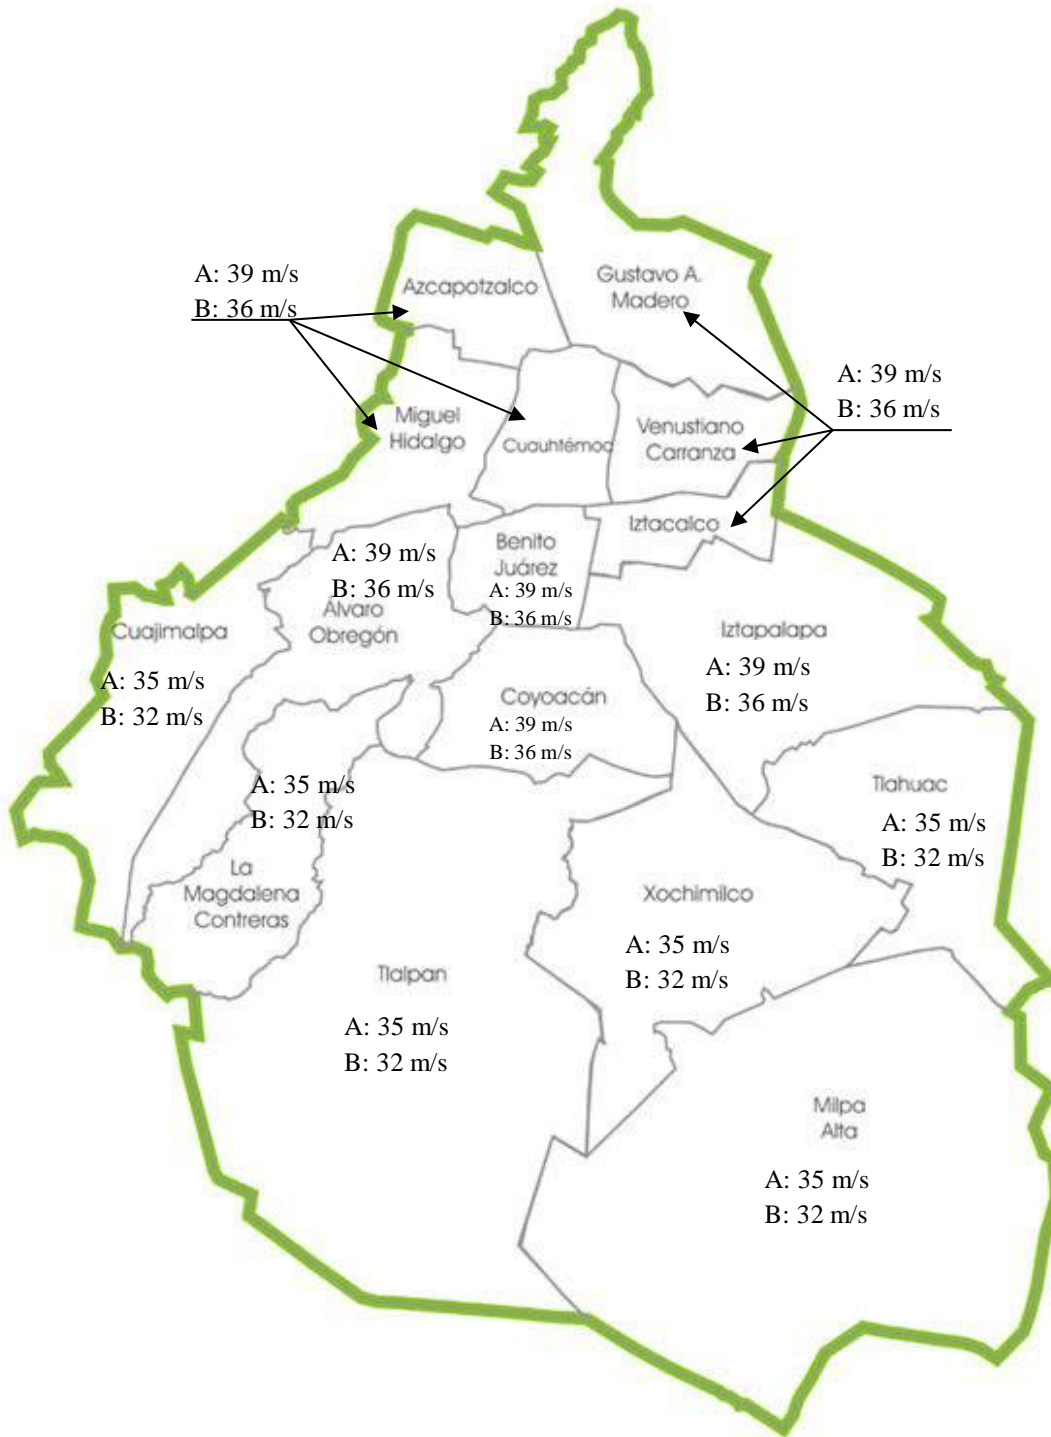 A: 39 m/s
B: 36 m/s
Azcapotzalco
Gustavo A.
Madero
A: 39 m/s
B: 36 m/s
Miguel
Hidalgo
Cuauhtémoc
Venustiano
Carranza
Iztacalco
Benito
Juárez
A: 39 m/s
B: 36 m/s
A: 39 m/s
B: 36 m/s
Alvaro
Obregón
Cuajimalpa
A: 35 m/s
B: 32 m/s
Iztapalapa
A: 39 m/s
B: 36 m/s
Coyoacán
A: 39 m/s
B: 36 m/s
A: 35 m/s
B: 32 m/s
La
Magdalena
Contreras
Tlahuac
A: 35 m/s
B: 32 m/s
Xochimilco
A: 35 m/s
B: 32 m/s
Tlalpan
A: 35 m/s
B: 32 m/s
Milpa
Alta
A: 35 m/s
B: 32 m/s